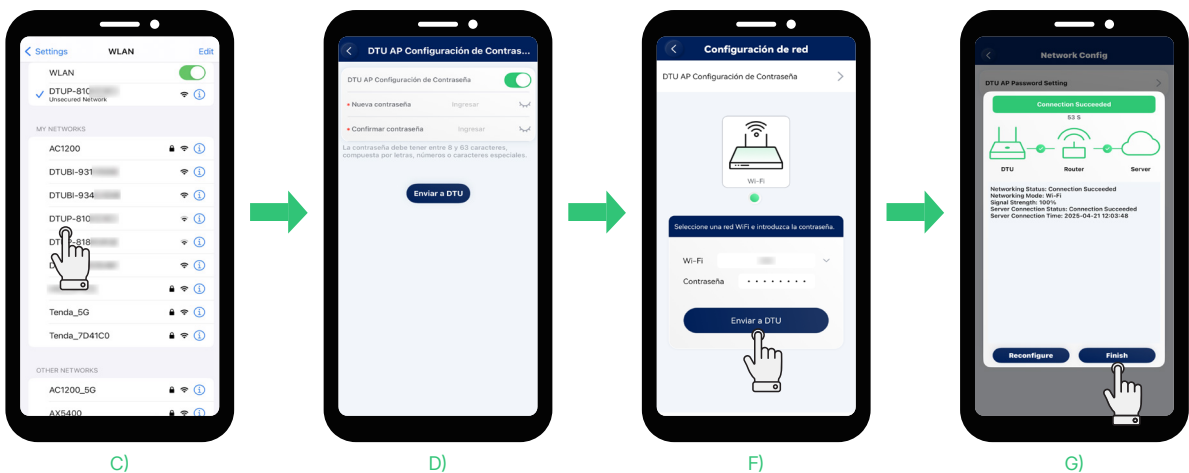 Settings WLAN Edit
WLAN
DTUP-810
Unsecured Network
MY NETWORKS
AC1200
DTUBI-931
DTUBI-934
DTUP-810
DTUP-818
Tenda_5G
Tenda_7D41C0
OTHER NETWORKS
AC1200_5G
AX5400
C)
DTU AP Configuración de Contras...
DTU AP Configuración de Contraseña
• Nueva contraseña Ingresar
• Confirmar contraseña Ingresar
La contraseña debe tener entre 8 y 63 caracteres,
compuesta por letras, números o caracteres especiales.
Enviar a DTU
D)
Configuración de red
DTU AP Configuración de Contraseña
Wi-Fi
Seleccione una red WiFi e introduzca la contraseña.
Wi-Fi
Contraseña
Enviar a DTU
F)
Network Config
DTU AP Password Setting
Connection Succeeded
53 S
DTU Router Server
Networking Status: Connection Succeeded
Networking Mode: Wi-Fi
Signal Strength: 100%
Server Connection Status: Connection Succeeded
Server Connection Time: 2025-04-21 12:03:48
Reconfigure Finish
G)